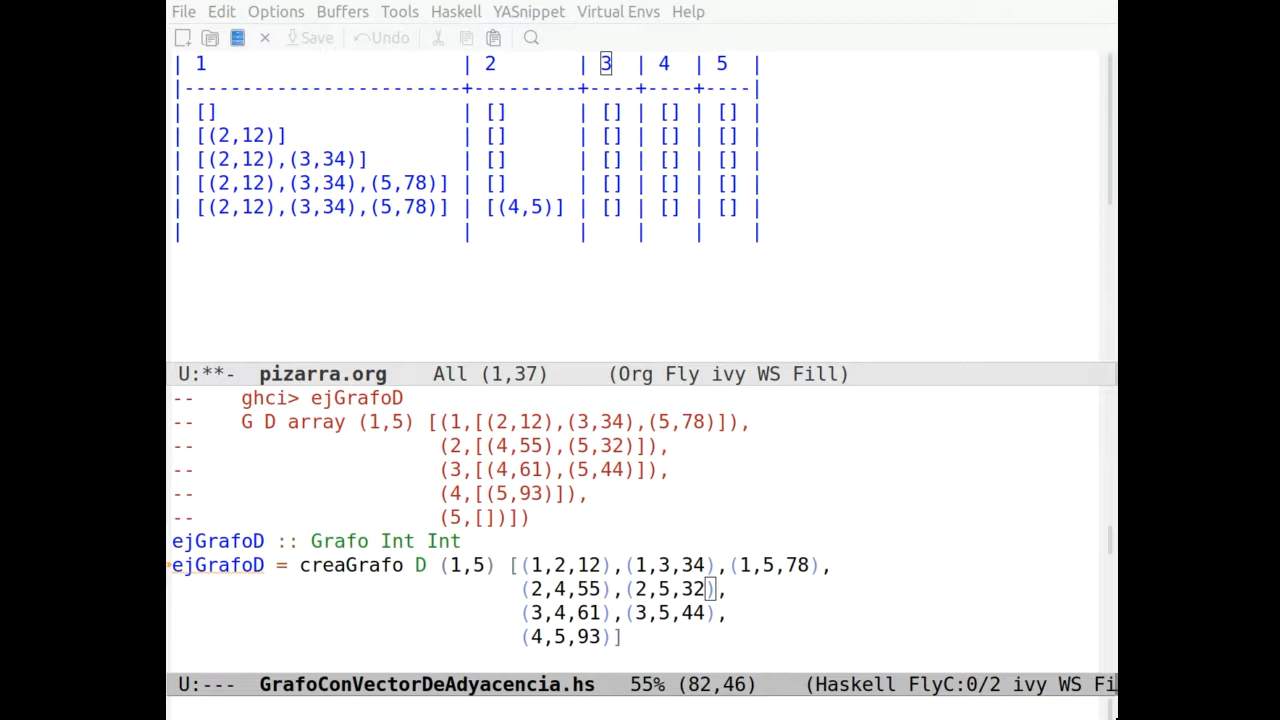 File Edit Options Buffers Tools Haskell YASnippet Virtual Envs Help
Save Undo
| 1 | 2 | 3 | 4 | 5 |
|------------------------+---------+----+----+----|
| [] | [] | [] | [] | [] |
| [(2,12)] | [] | [] | [] | [] |
| [(2,12),(3,34)] | [] | [] | [] | [] |
| [(2,12),(3,34),(5,78)] | [] | [] | [] | [] |
| [(2,12),(3,34),(5,78)] | [(4,5)] | [] | [] | [] |
| | | | | |
U:**- pizarra.org All (1,37) (Org Fly ivy WS Fill)
-- ghci> ejGrafoD
-- G D array (1,5) [(1,[(2,12),(3,34),(5,78)]),
-- (2,[(4,55),(5,32)]),
-- (3,[(4,61),(5,44)]),
-- (4,[(5,93)]),
-- (5,[])])
ejGrafoD :: Grafo Int Int
ejGrafoD = creaGrafo D (1,5) [(1,2,12),(1,3,34),(1,5,78),
(2,4,55),(2,5,32),
(3,4,61),(3,5,44),
(4,5,93)]
U:--- GrafoConVectorDeAdyacencia.hs 55% (82,46) (Haskell FlyC:0/2 ivy WS Fi